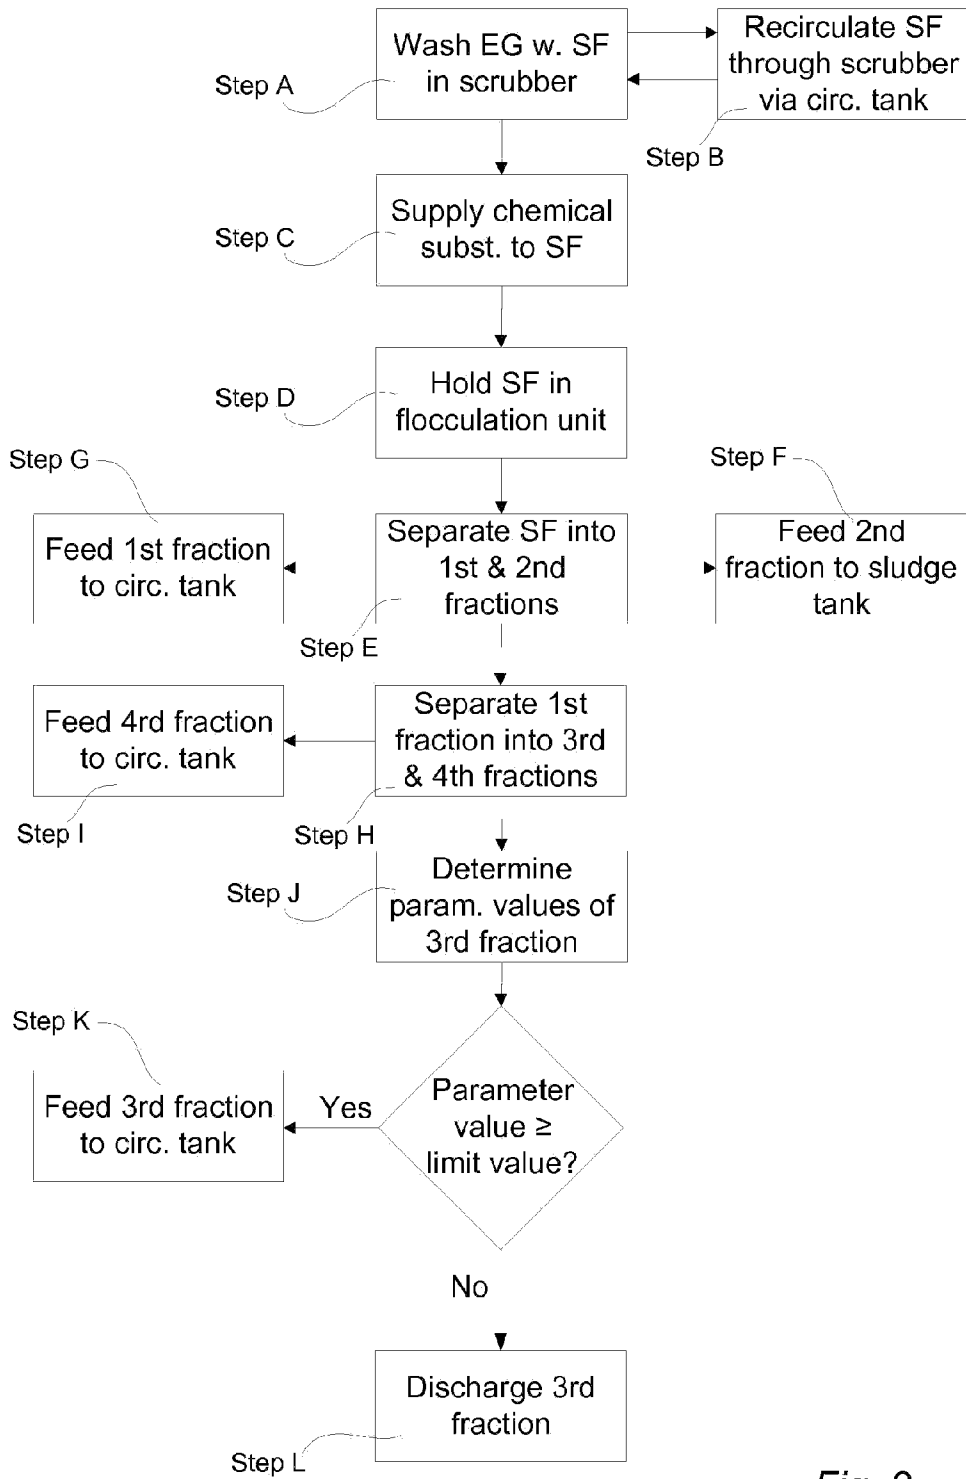 Wash EG w. SF
in scrubber
Recirculate SF
through scrubber
via circ. tank
Step A
Step B
Supply chemical
subst. to SF
Step C
Hold SF in
flocculation unit
Step D
Step G
Step F
Feed 1st fraction
to circ. tank
Separate SF into
1st & 2nd
fractions
Feed 2nd
fraction to sludge
tank
Step E
Feed 4rd fraction
to circ. tank
Separate 1st
fraction into 3rd
& 4th fractions
Step I
Step H
Determine
param. values of
3rd fraction
Step J
Step K
Feed 3rd fraction
to circ. tank
Yes
Parameter
value ≥
limit value?
No
Discharge 3rd
fraction
Step L